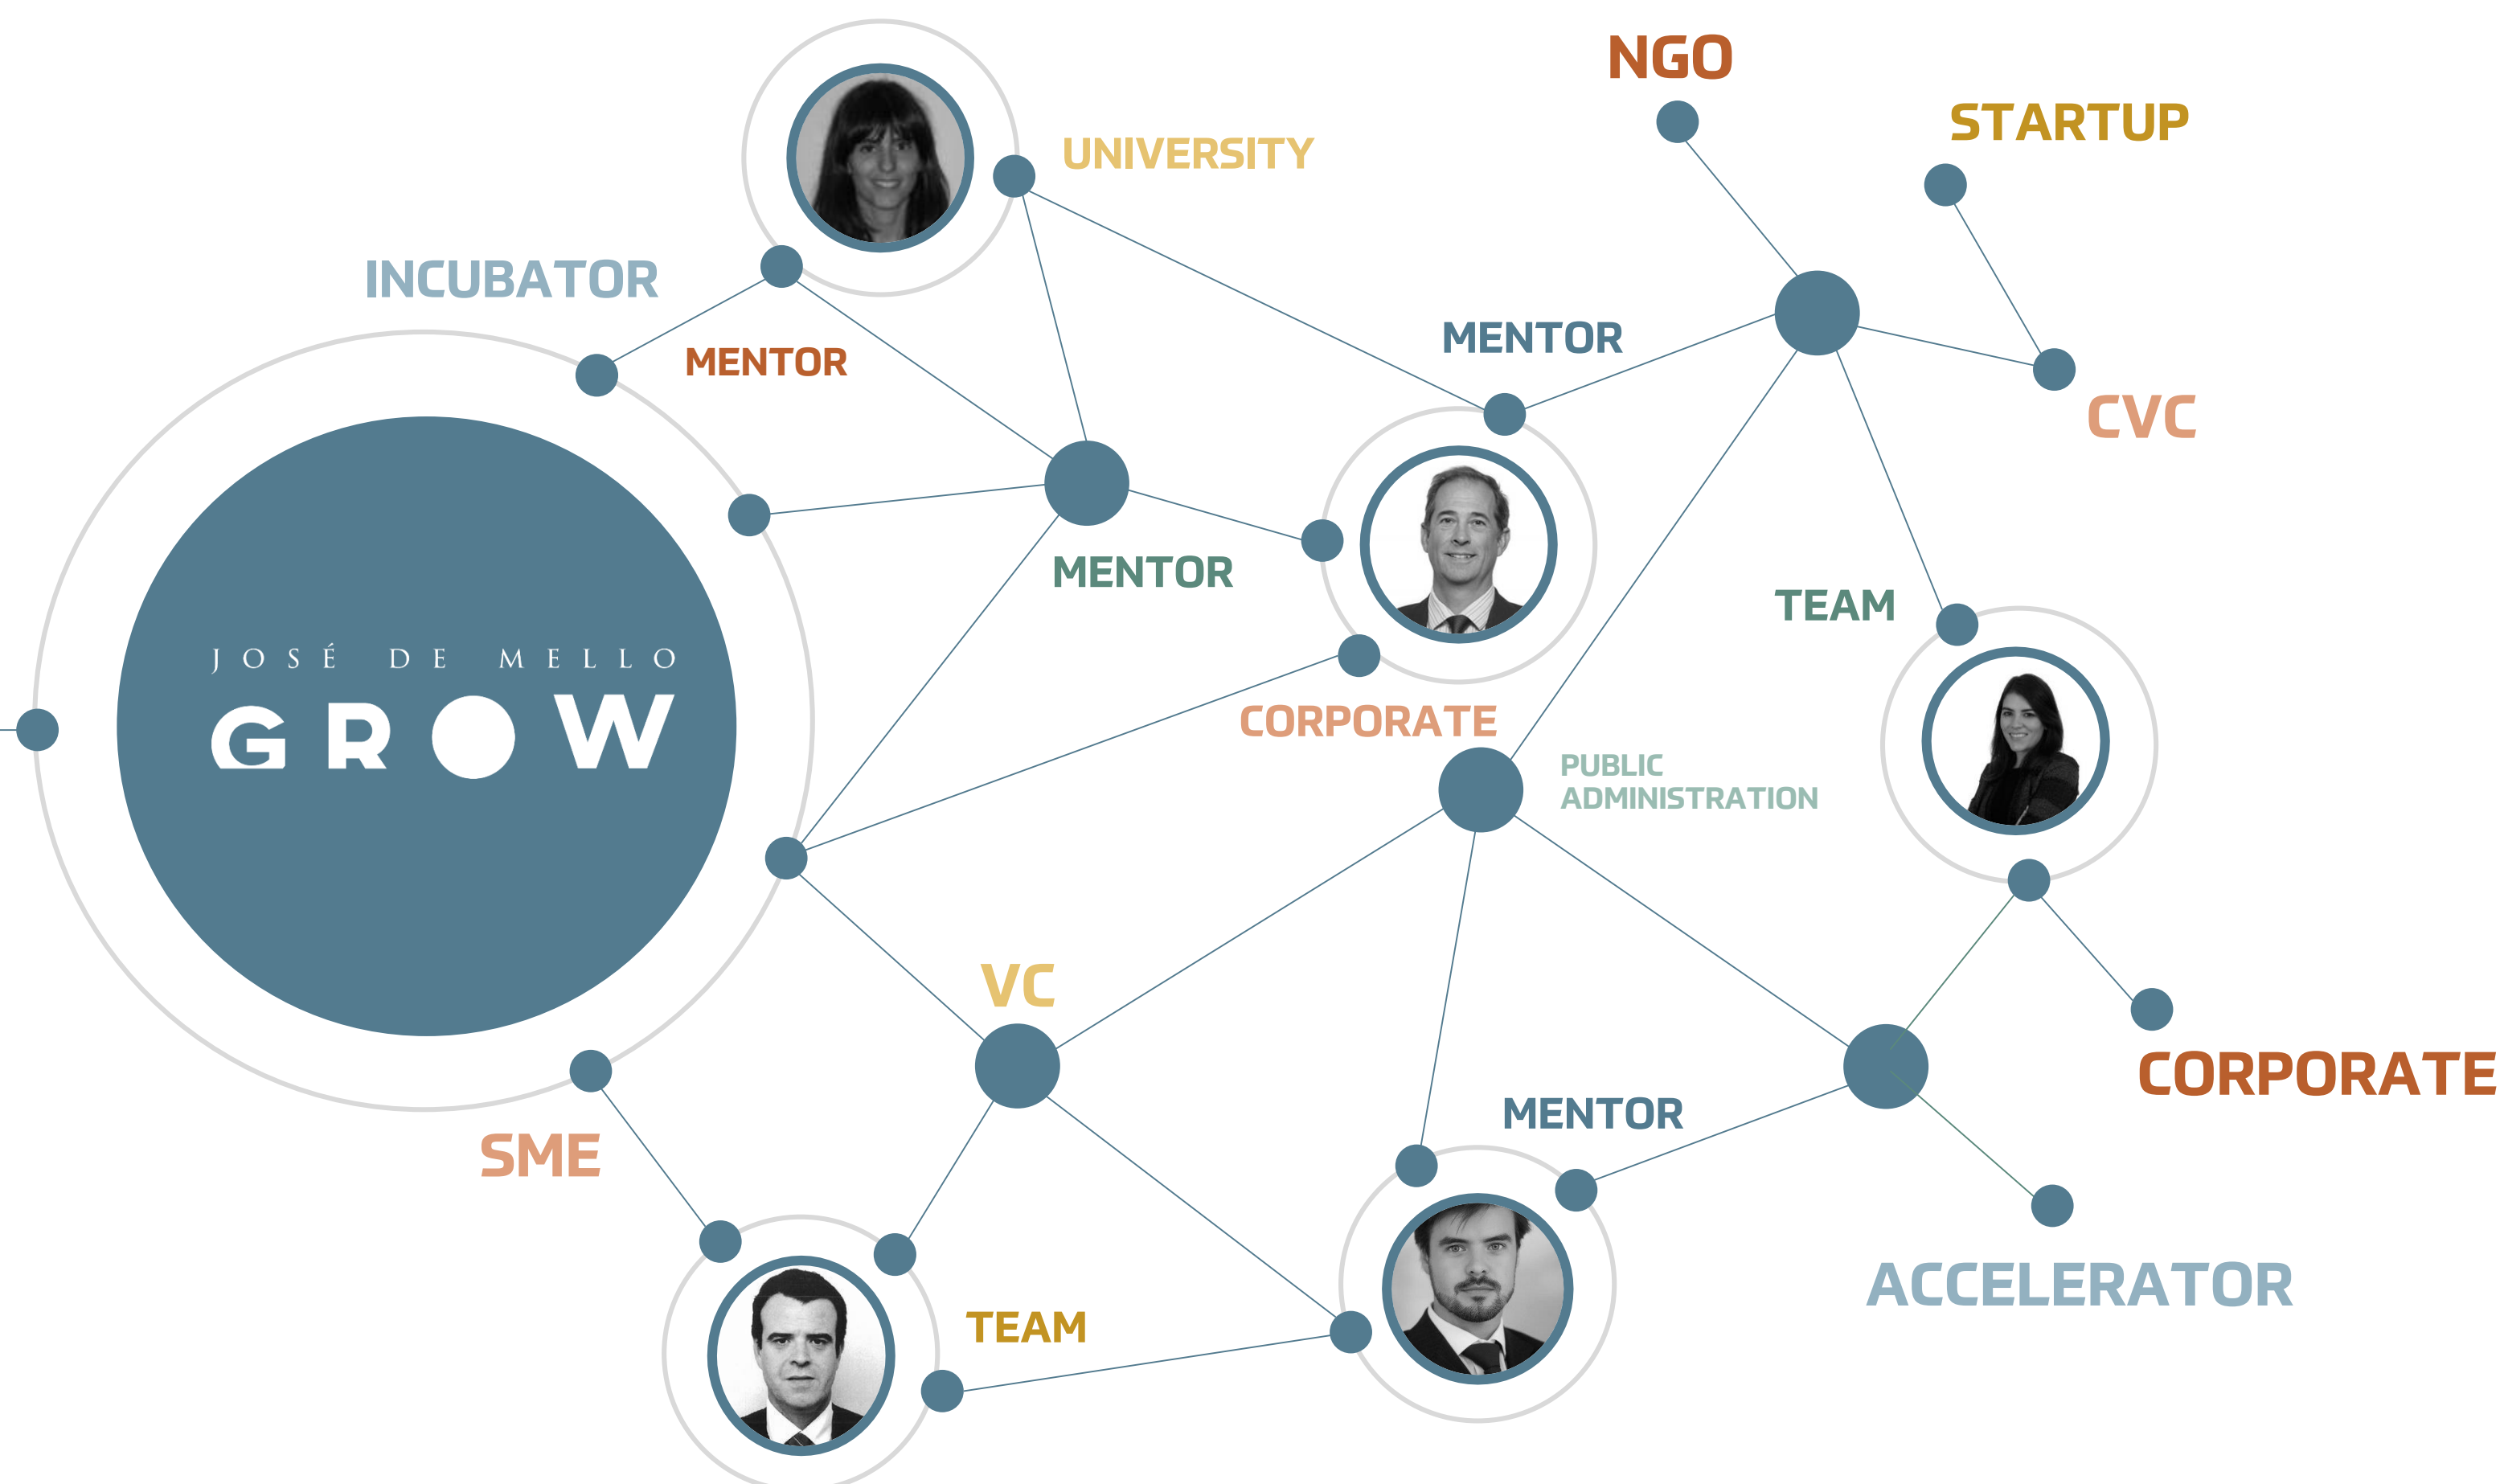 NGO
STARTUP
UNIVERSITY
INCUBATOR
MENTOR
MENTOR
CVC
MENTOR
TEAM
JOSÉ DE MELLO
GROW
CORPORATE
PUBLIC
ADMINISTRATION
VC
CORPORATE
MENTOR
SME
ACCELERATOR
TEAM